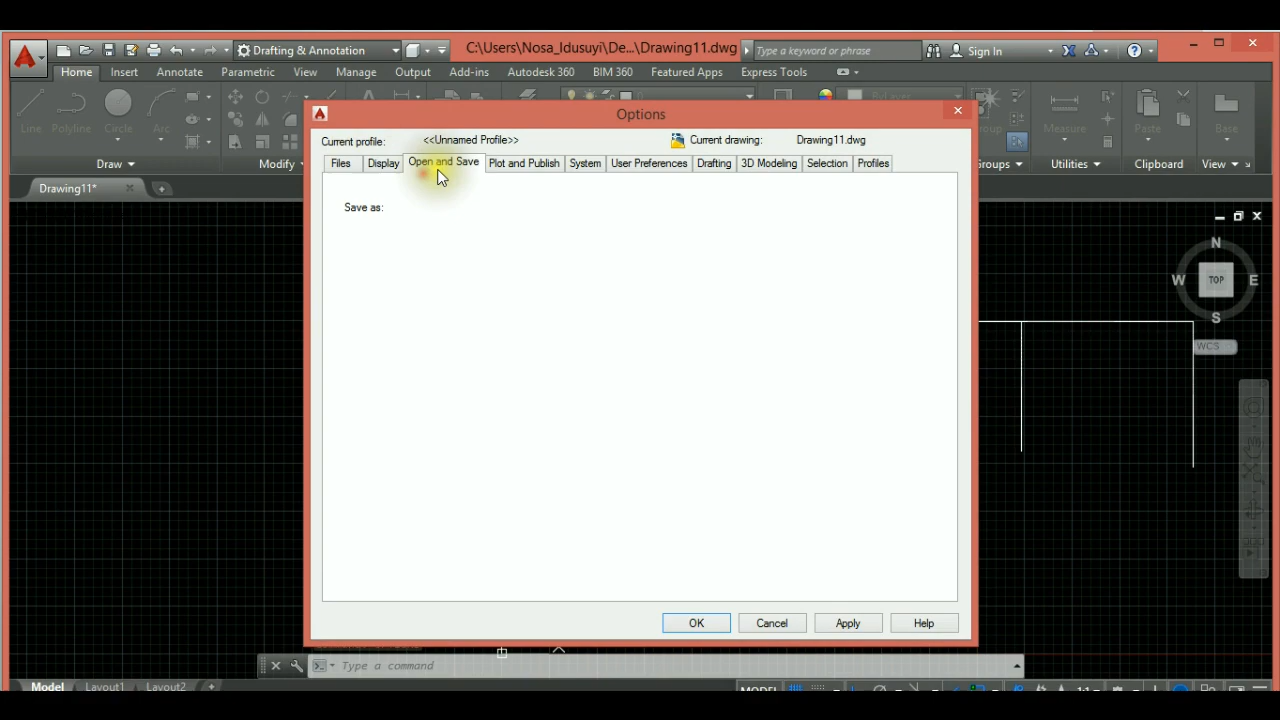 Drafting & Annotation C:\Users\Nosa_Idusuyi\De...\Drawing11.dwg Type a keyword or phrase Sign In
Home Insert Annotate Parametric View Manage Output Add-ins Autodesk 360 BIM 360 Featured Apps Express Tools
Line Polyline Circle Arc Measure Paste Base
Draw Modify Groups Utilities Clipboard View
Drawing11*
Options
Current profile: <<Unnamed Profile>> Current drawing: Drawing11.dwg
Files Display Open and Save Plot and Publish System User Preferences Drafting 3D Modeling Selection Profiles
Save as:
OK Cancel Apply Help
N
W TOP E
S
WCS
Type a command
Model Layout1 Layout2 MODEL 1:1